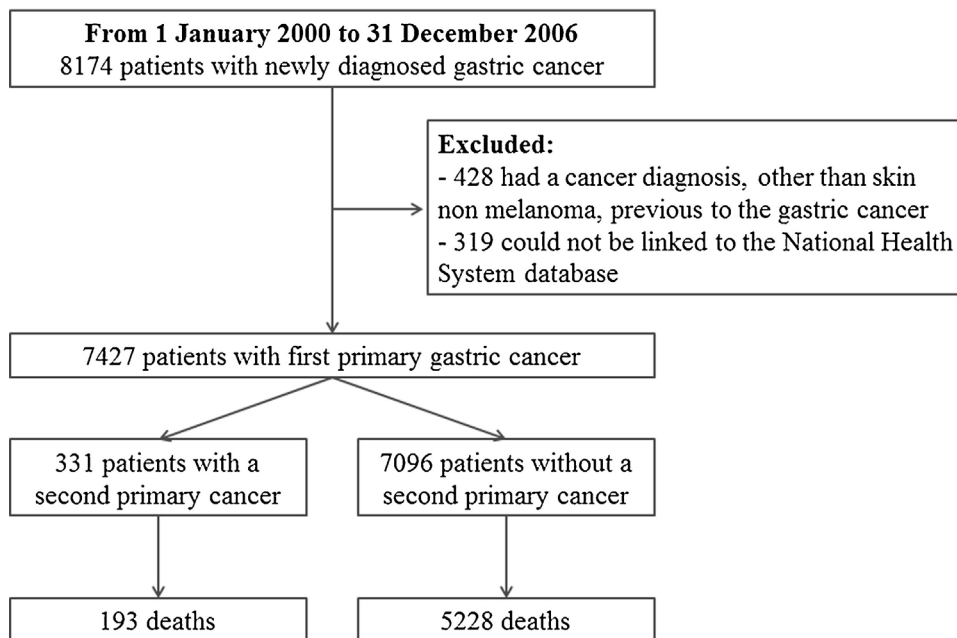 From 1 January 2000 to 31 December 2006
8174 patients with newly diagnosed gastric cancer
Excluded:
- 428 had a cancer diagnosis, other than skin
non melanoma, previous to the gastric cancer
- 319 could not be linked to the National Health
System database
7427 patients with first primary gastric cancer
331 patients with a
second primary cancer
7096 patients without a
second primary cancer
193 deaths
5228 deaths